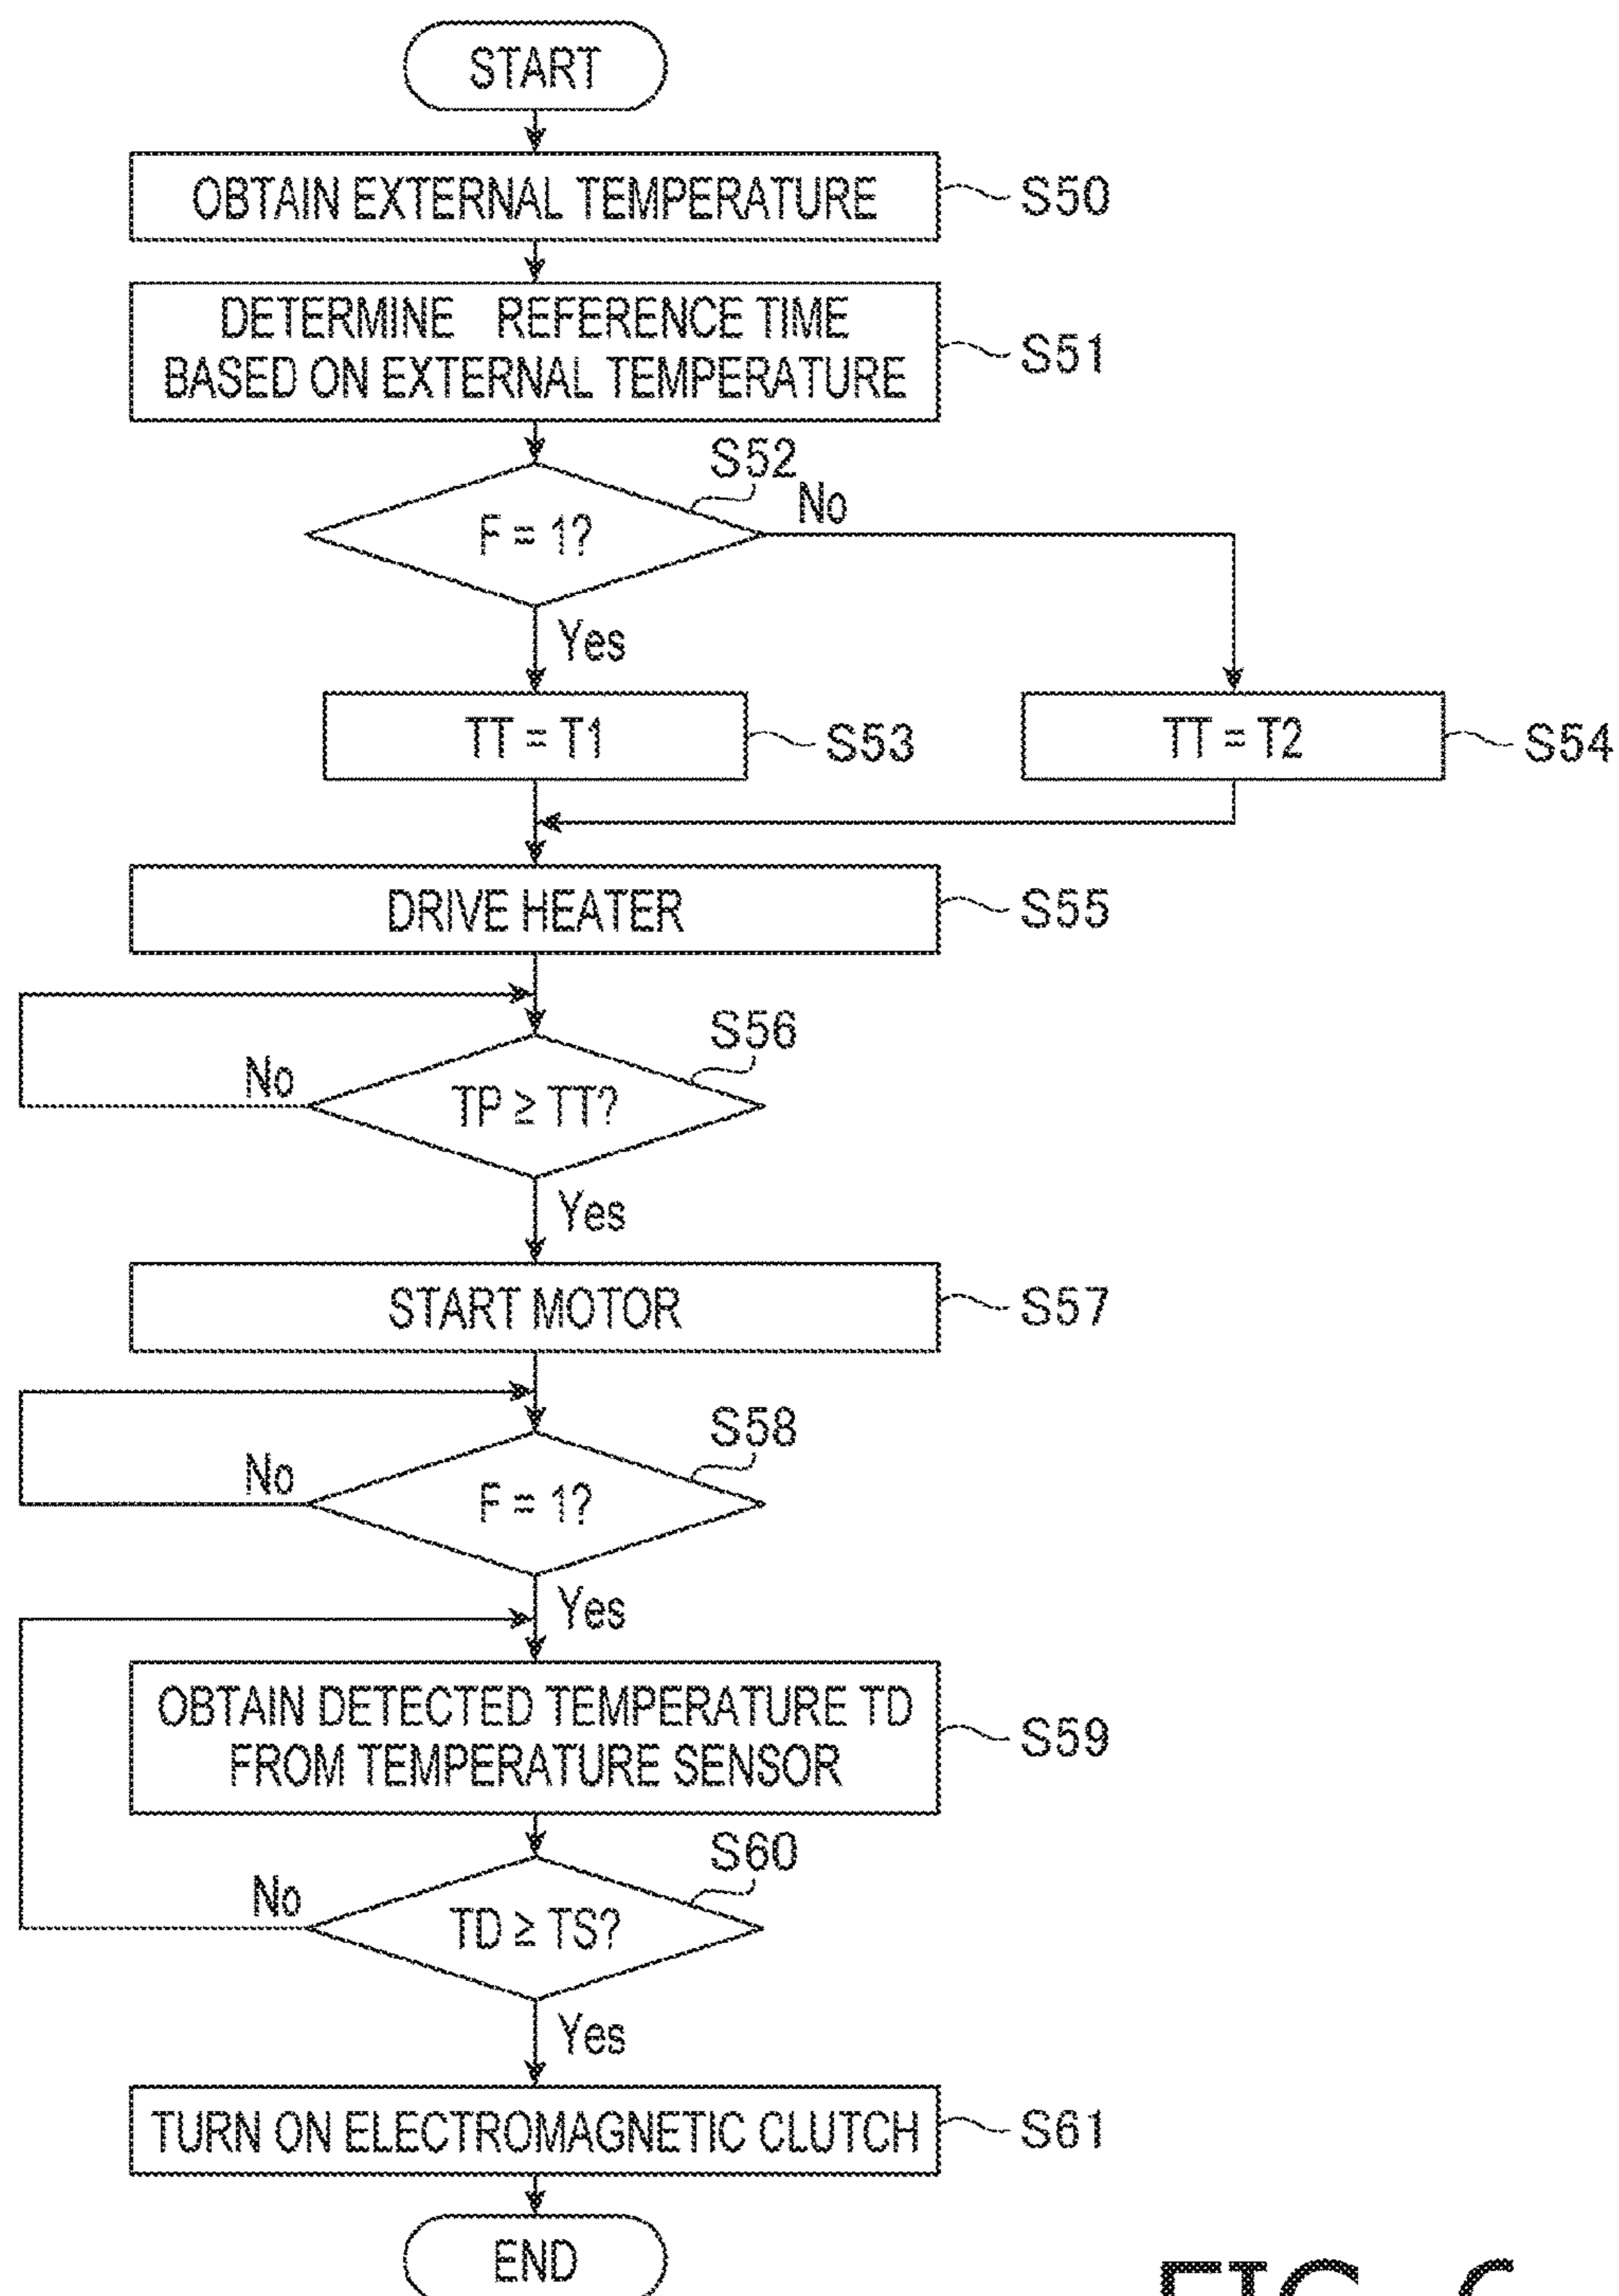 START
OBTAIN EXTERNAL TEMPERATURE
S50
DETERMINE REFERENCE TIME
BASED ON EXTERNAL TEMPERATURE
S51
S52
F = 1?
No
Yes
TT = T1
S53
TT = T2
S54
DRIVE HEATER
S55
S56
No
TP ≥ TT?
Yes
START MOTOR
S57
S58
No
F = 1?
Yes
OBTAIN DETECTED TEMPERATURE TD
FROM TEMPERATURE SENSOR
S59
S60
No
TD ≥ TS?
Yes
TURN ON ELECTROMAGNETIC CLUTCH
S61
END